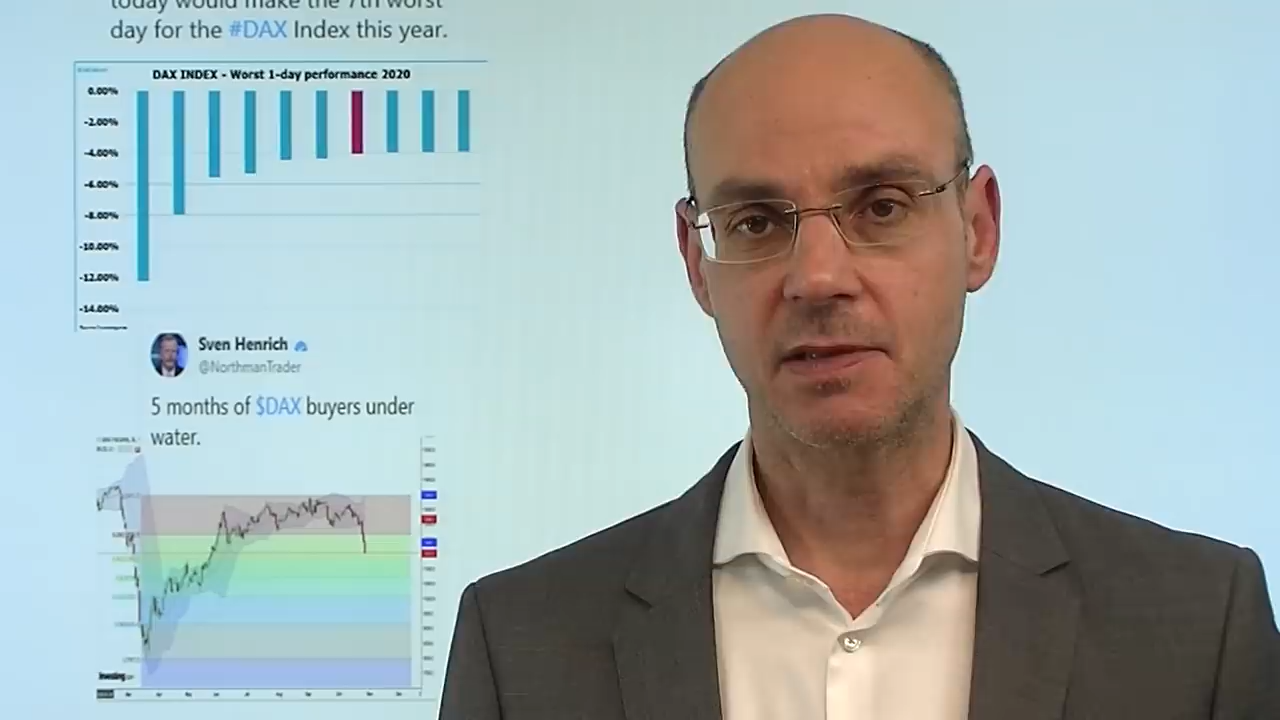 today would make the 7th worst
day for the #DAX Index this year.
DAX INDEX - Worst 1-day performance 2020
0.00%
-2.00%
-4.00%
-6.00%
-8.00%
-10.00%
-12.00%
-14.00%
Sven Henrich
@NorthmanTrader
5 months of $DAX buyers under
water.
Investing